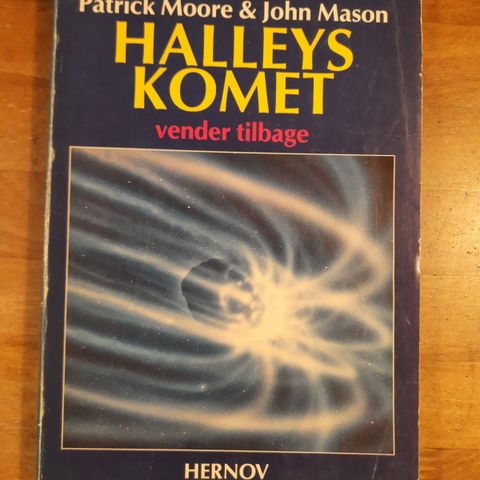 Patrick Moore & John Mason
HALLEYS
KOMET
vender tilbage
HERNOV